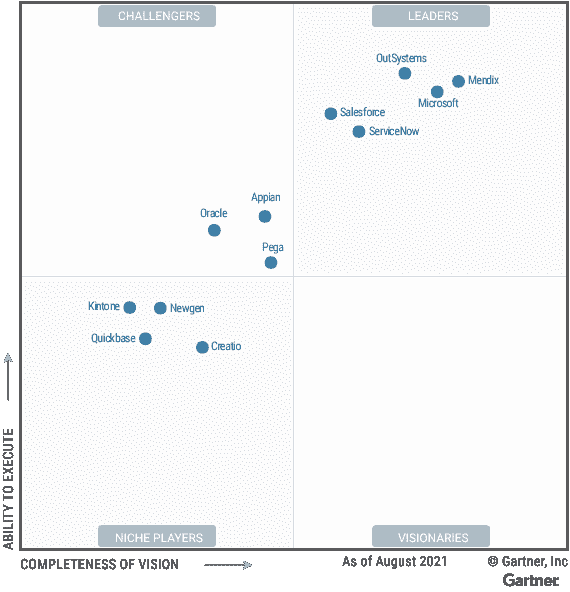 CHALLENGERS
LEADERS
OutSystems
Mendix
Microsoft
Salesforce
ServiceNow
Appian
Oracle
Pega
Kintone
Newgen
Quickbase
Creatio
ABILITY TO EXECUTE
NICHE PLAYERS
VISIONARIES
COMPLETENESS OF VISION
As of August 2021
© Gartner, Inc
Gartner